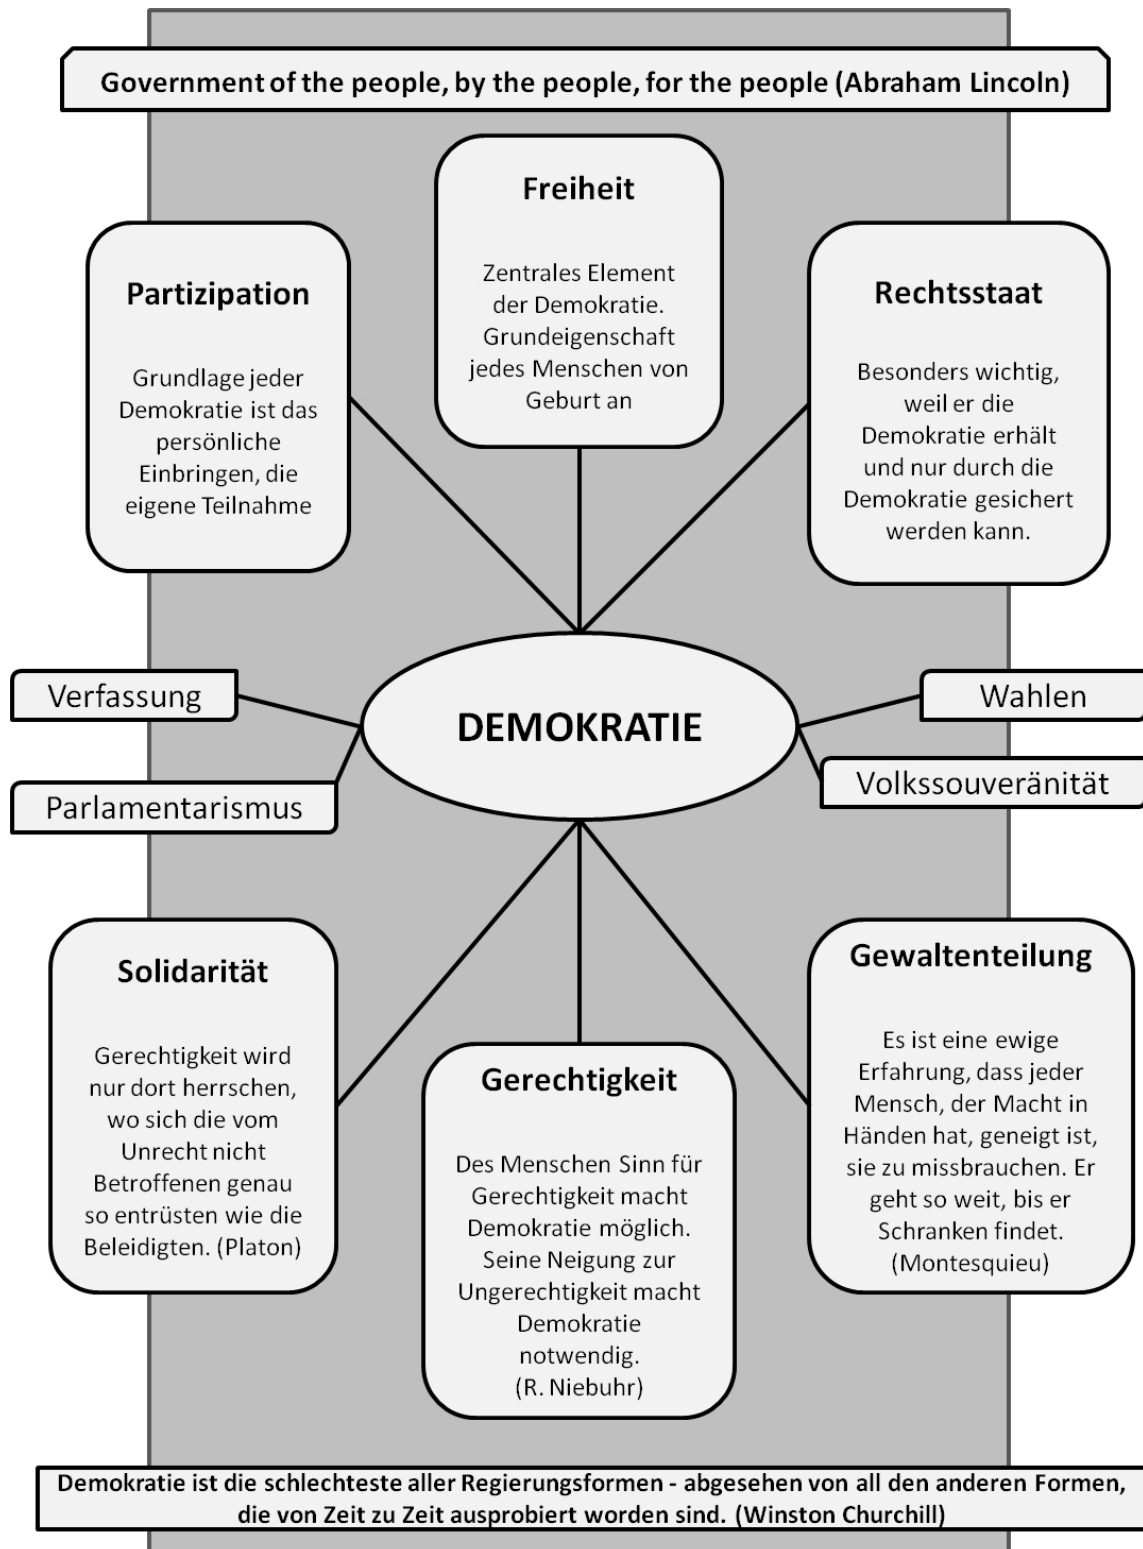 Government of the people, by the people, for the people (Abraham Lincoln)
Freiheit
Zentrales Element
der Demokratie.
Grundeigenschaft
jedes Menschen von
Geburt an
Partizipation
Grundlage jeder
Demokratie ist das
persönliche
Einbringen, die
eigene Teilnahme
Rechtsstaat
Besonders wichtig,
weil er die
Demokratie erhält
und nur durch die
Demokratie gesichert
werden kann.
Verfassung
Parlamentarismus
DEMOKRATIE
Wahlen
Volkssouveränität
Solidarität
Gerechtigkeit wird
nur dort herrschen,
wo sich die vom
Unrecht nicht
Betroffenen genau
so entrüsten wie die
Beleidigten. (Platon)
Gerechtigkeit
Des Menschen Sinn für
Gerechtigkeit macht
Demokratie möglich.
Seine Neigung zur
Ungerechtigkeit macht
Demokratie
notwendig.
(R. Niebuhr)
Gewaltenteilung
Es ist eine ewige
Erfahrung, dass jeder
Mensch, der Macht in
Händen hat, geneigt ist,
sie zu missbrauchen. Er
geht so weit, bis er
Schranken findet.
(Montesquieu)
Demokratie ist die schlechteste aller Regierungsformen - abgesehen von all den anderen Formen,
die von Zeit zu Zeit ausprobiert worden sind. (Winston Churchill)